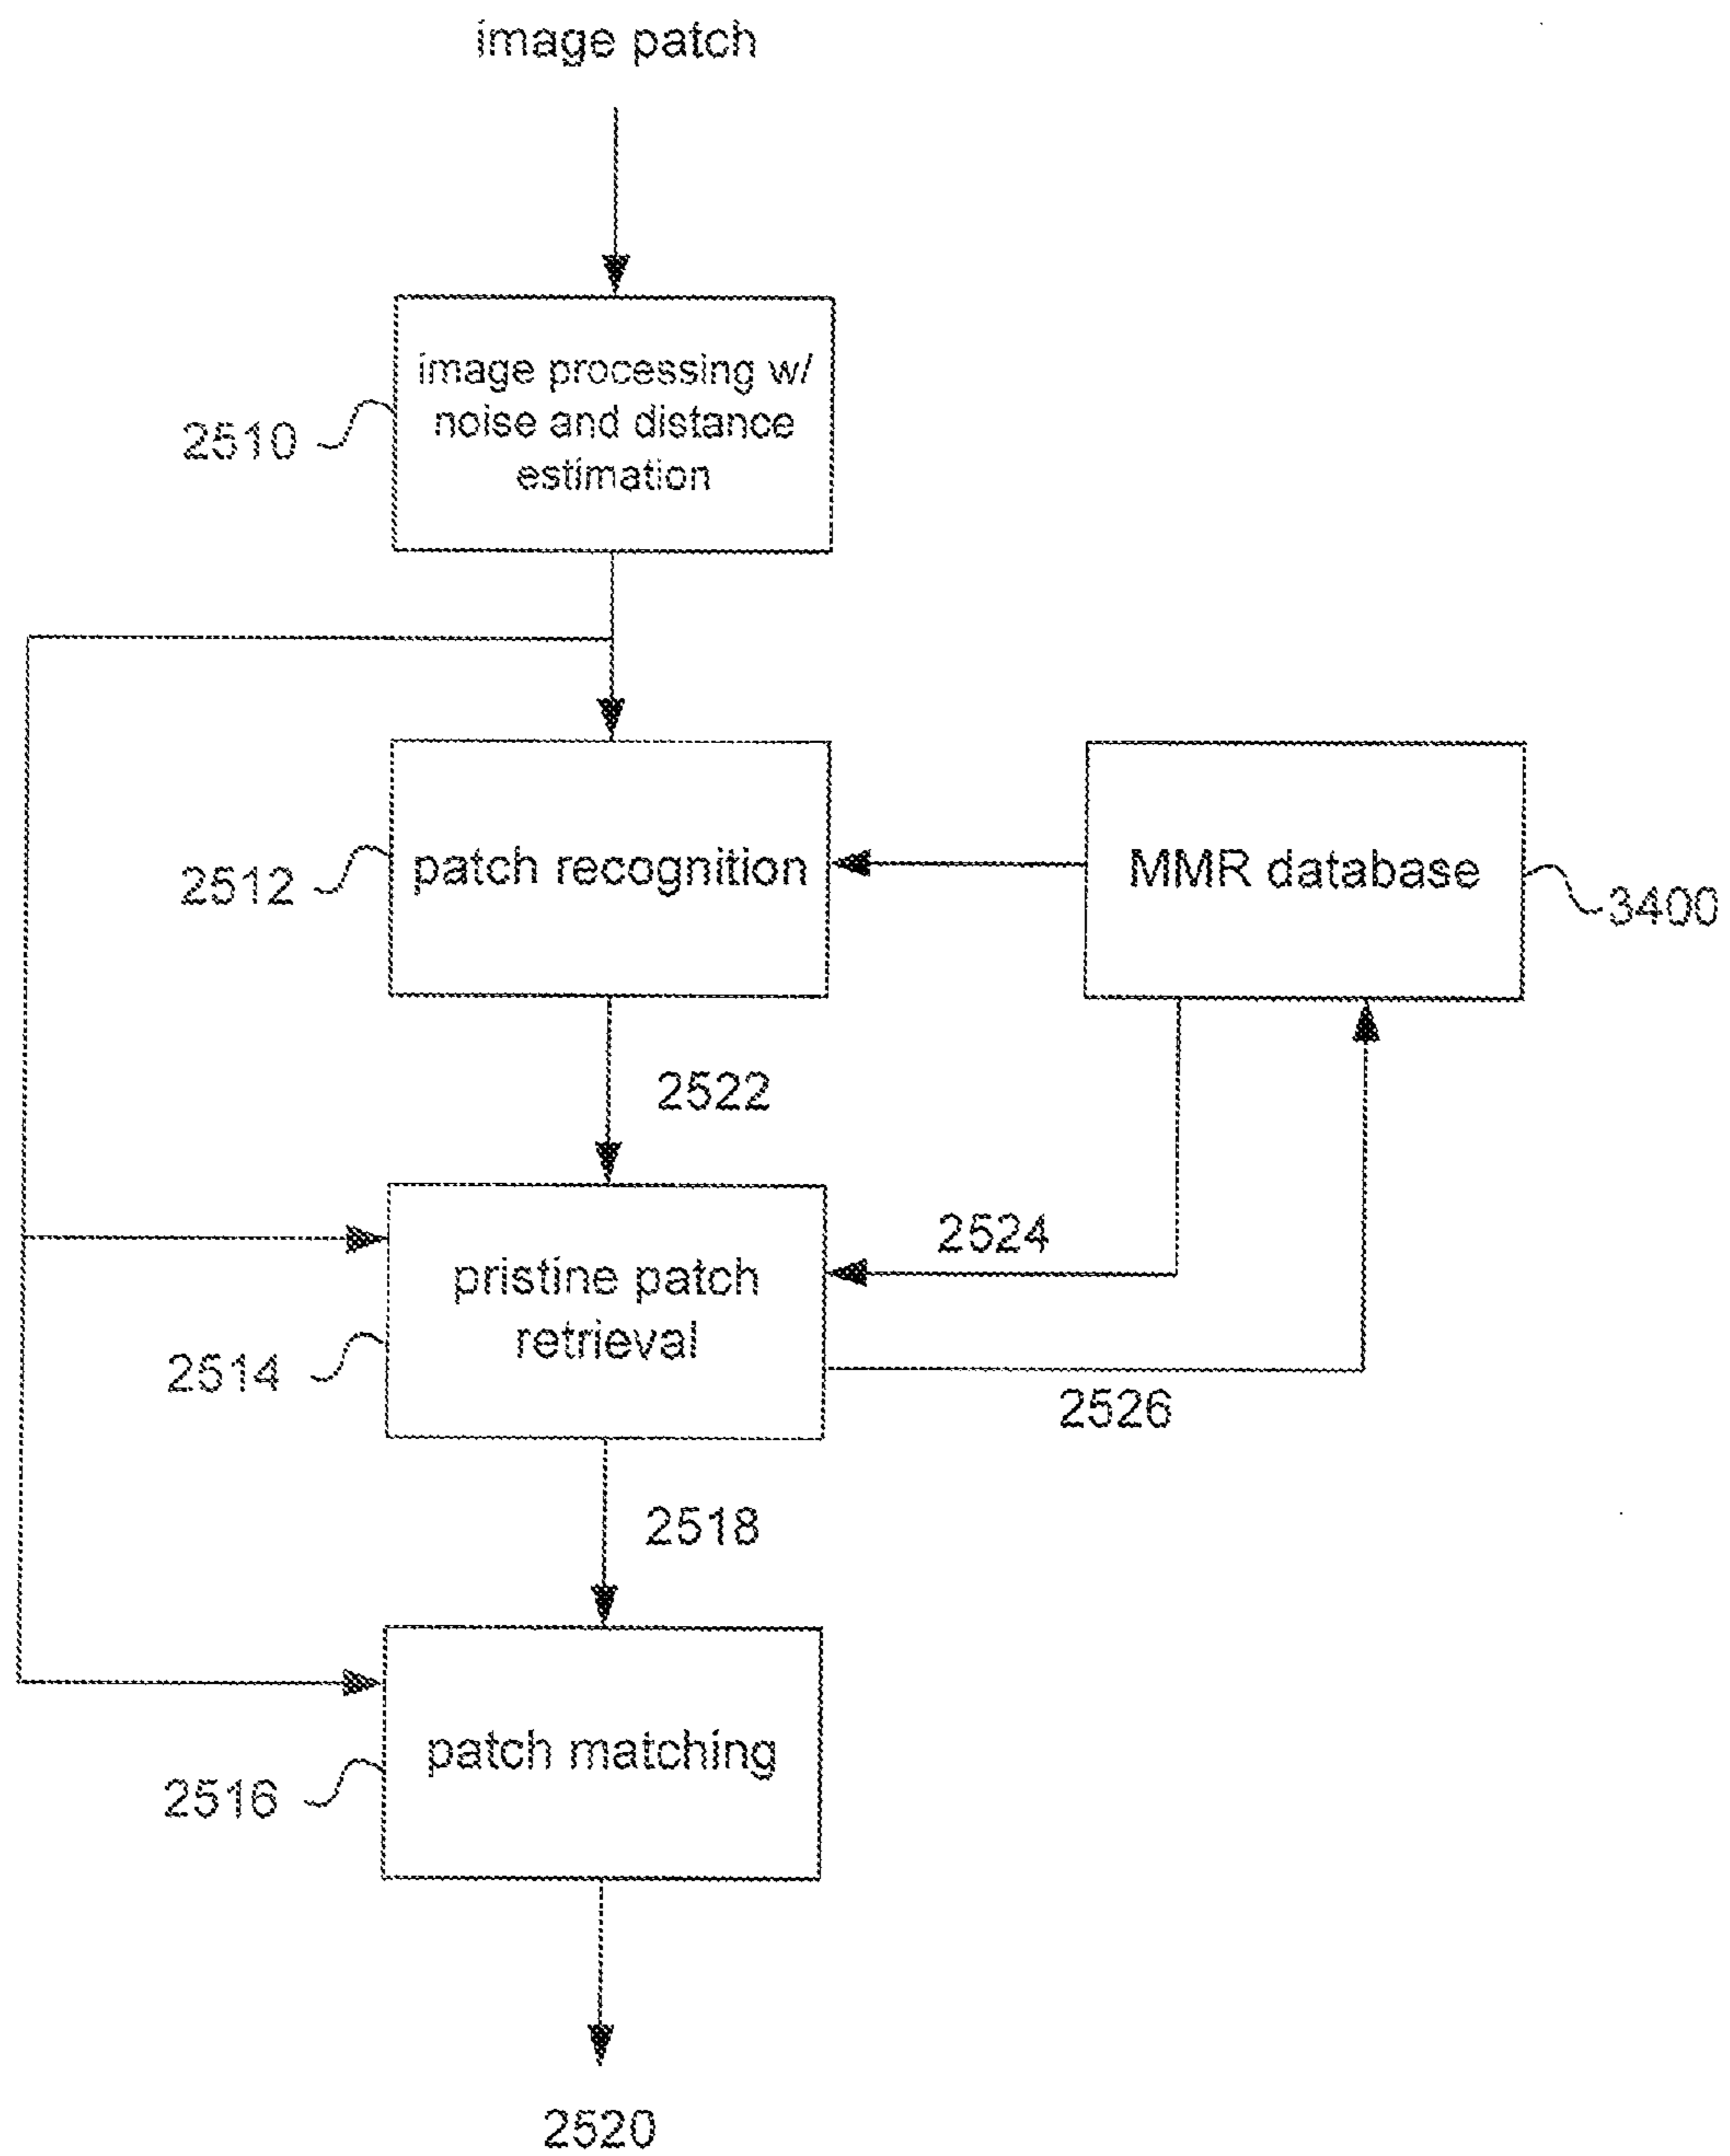 image patch
image processing w/
noise and distance
estimation
2510
patch recognition
2512
MMR database
3400
2522
2524
pristine patch
retrieval
2514
2526
2518
patch matching
2516
2520